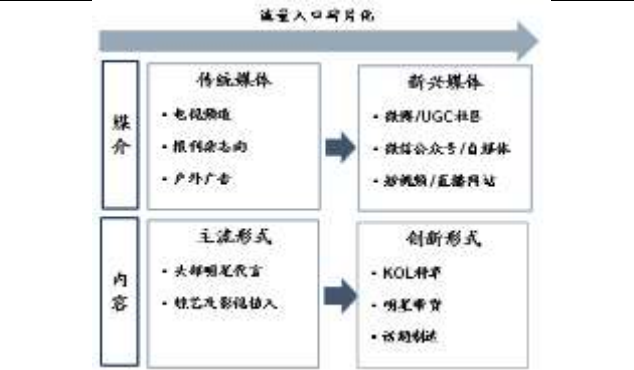 流量入口碎片化
媒介
传统媒体
• 电视频道
• 报刊杂志向
• 户外广告
新兴媒体
• 微博/UGC社区
• 微信公众号/自媒体
• 短视频/直播网站
内容
主流形式
• 头部明星代言
• 综艺及影视植入
创新形式
• KOL种草
• 明星带货
• 话题制造